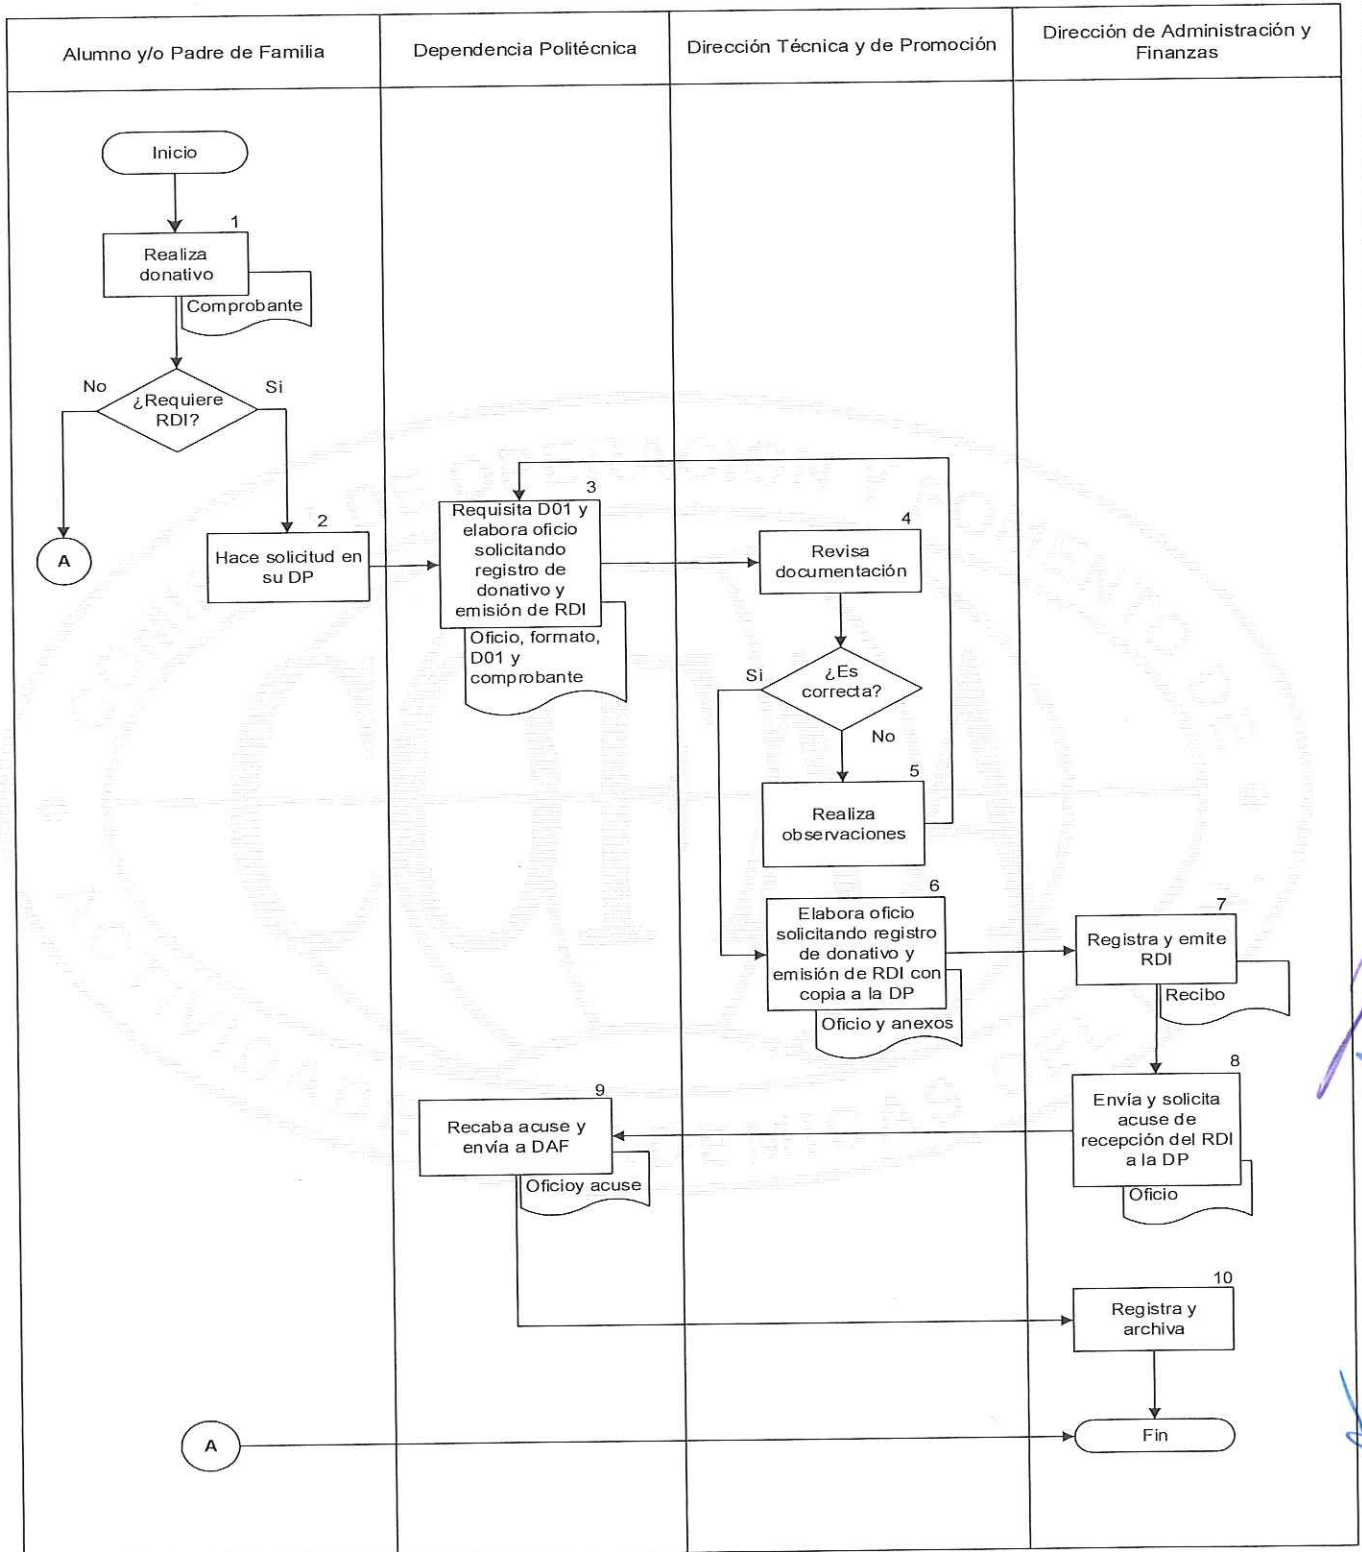 Alumno y/o Padre de Familia
Dependencia Politécnica
Dirección Técnica y de Promoción
Dirección de Administración y
Finanzas
Inicio
1
Realiza
donativo
Comprobante
No
Si
¿Requiere
RDI?
A
2
Hace solicitud en
su DP
3
Requisita D01 y
elabora oficio
solicitando
registro de
donativo y
emisión de RDI
Oficio, formato,
D01 y
comprobante
4
Revisa
documentación
Si
¿Es
correcta?
No
5
Realiza
observaciones
6
Elabora oficio
solicitando registro
de donativo y
emisión de RDI con
copia a la DP
Oficio y anexos
7
Registra y emite
RDI
Recibo
8
Envía y solicita
acuse de
recepción del RDI
a la DP
Oficio
9
Recaba acuse y
envía a DAF
Oficioy acuse
10
Registra y
archiva
A
Fin